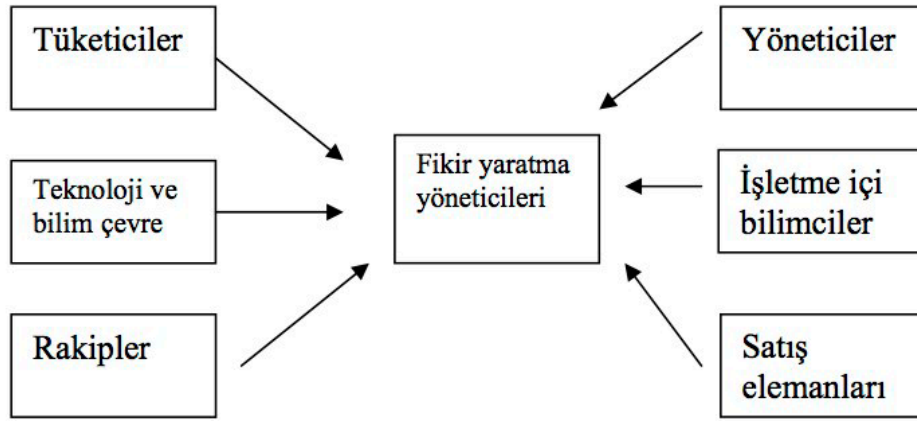 Tüketiciler
Yöneticiler
Fikir yaratma
yöneticileri
Teknoloji ve
bilim çevre
İşletme içi
bilimciler
Rakipler
Satış
elemanları